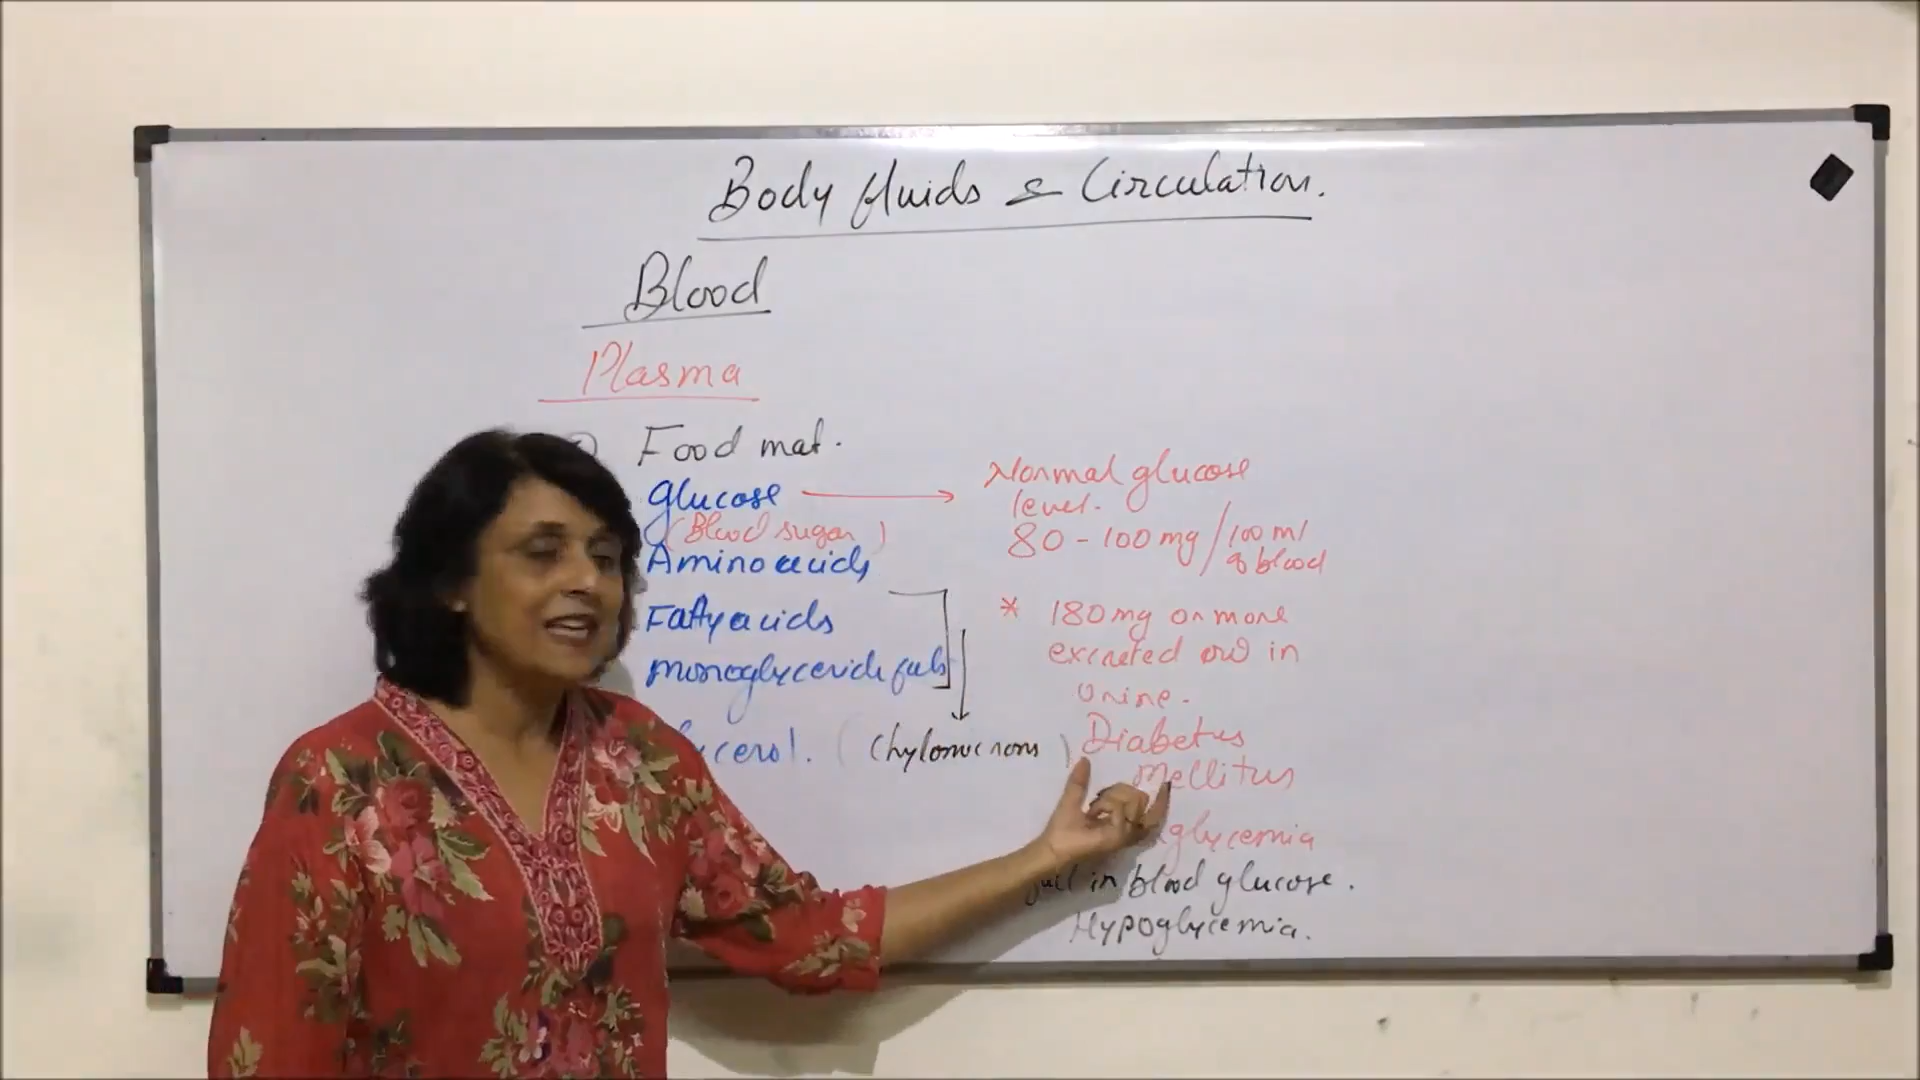 Body fluids & Circulation.
Blood
Plasma
Food mat.
Glucose → Normal glucose level.
(Blood sugar)
80 - 100 mg / 100 ml of blood
Amino acids
Fatty acids
monoglyceride fats
* 180 mg or more
excreted out in
Urine.
lycerol. (Chylomicrons)
Diabetes
Mellitus
glycemia
fall in blood glucose.
Hypoglycemia.